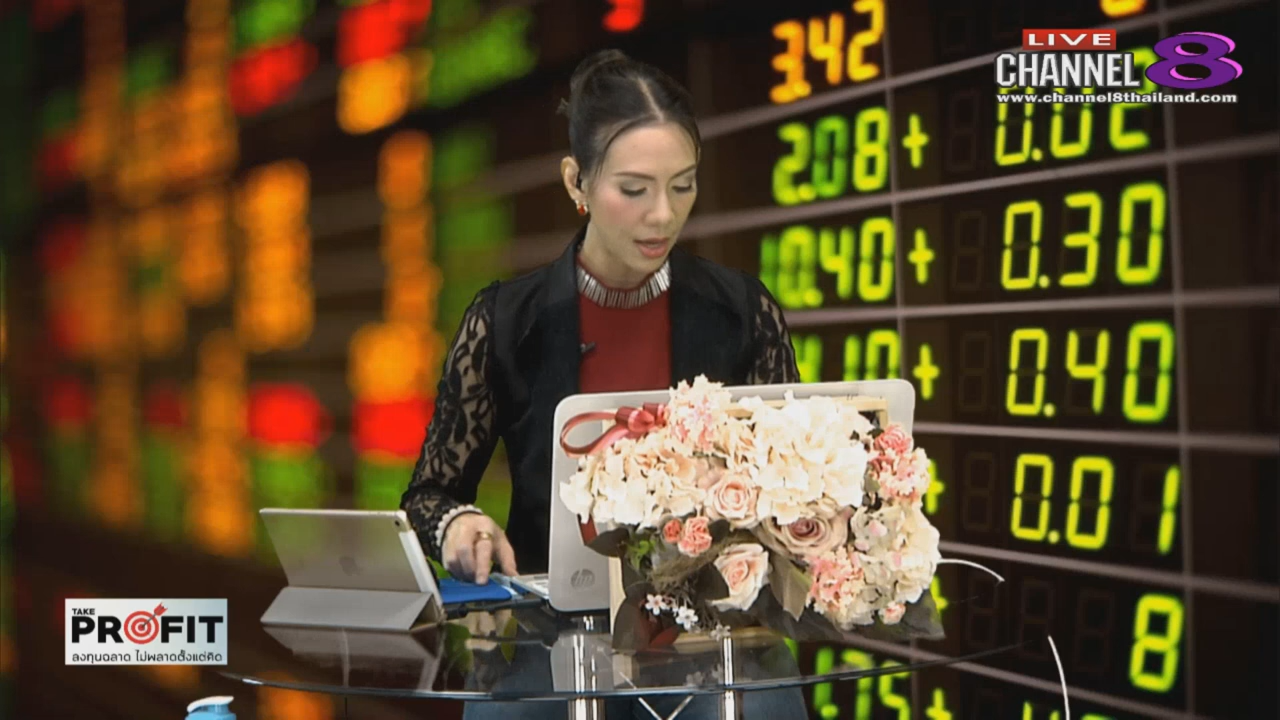 LIVE
CHANNEL 8
www.channel8thailand.com
3.42
2.08 + 0.02
10.40 + 0.30
+ 0.40
+ 0.01
8
TAKE
PROFIT
ลงทุนฉลาด ไม่พลาดตั้งแต่คิด
hp